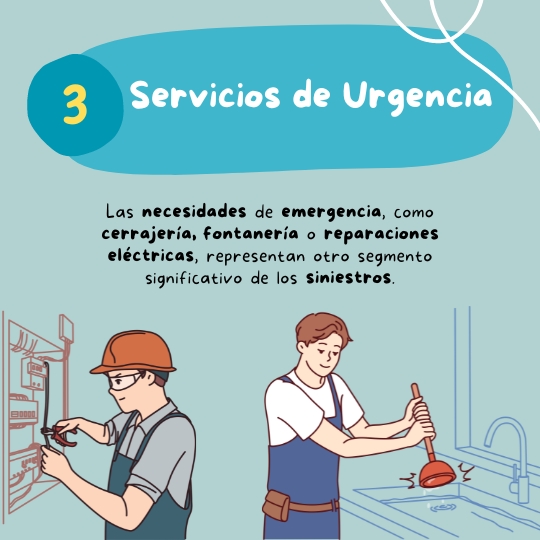 3
Servicios de Urgencia
Las necesidades de emergencia, como
cerrajería, fontanería o reparaciones
eléctricas, representan otro segmento
significativo de los siniestros.